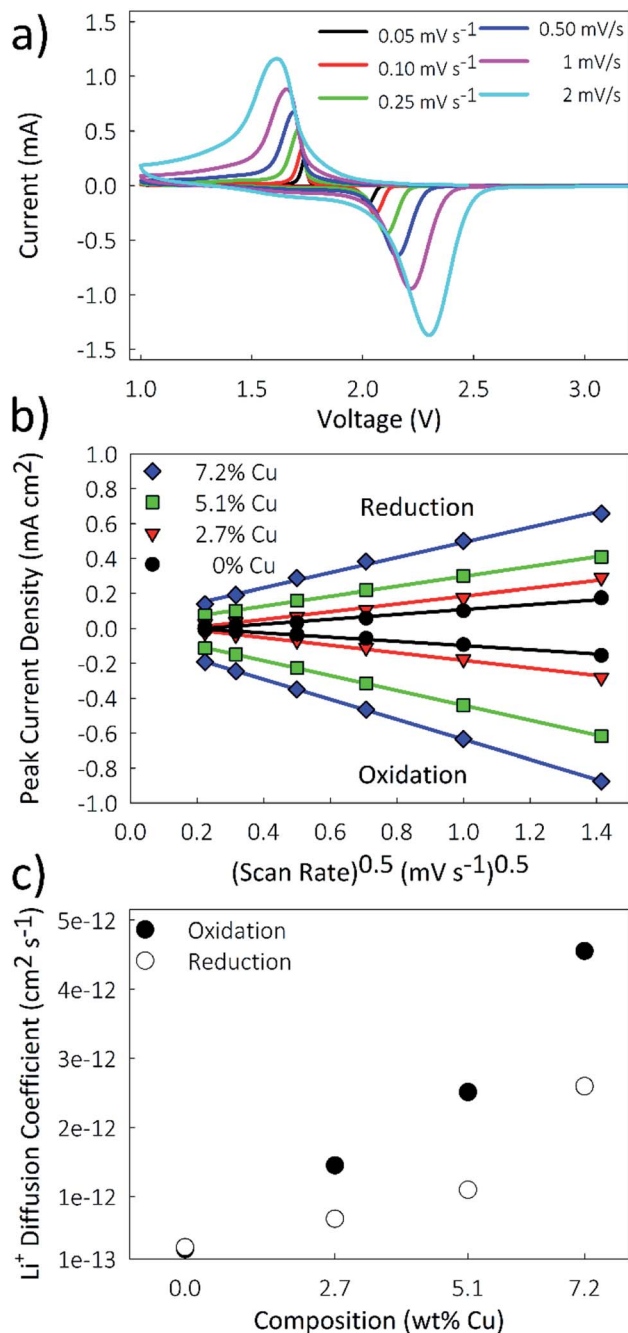 a)
0.05 mV s⁻¹ 0.50 mV/s
0.10 mV s⁻¹ 1 mV/s
0.25 mV s⁻¹ 2 mV/s
1.5
1.0
0.5
0.0
-0.5
-1.0
-1.5
Current (mA)
1.0 1.5 2.0 2.5 3.0
Voltage (V)
b)
7.2% Cu
5.1% Cu
2.7% Cu
0% Cu
Reduction
Oxidation
1.0
0.8
0.6
0.4
0.2
0.0
-0.2
-0.4
-0.6
-0.8
-1.0
Peak Current Density (mA cm²)
0.0 0.2 0.4 0.6 0.8 1.0 1.2 1.4
(Scan Rate)⁰·⁵ (mV s⁻¹)⁰·⁵
c)
Oxidation
Reduction
5e-12
4e-12
3e-12
2e-12
1e-12
1e-13
Li⁺ Diffusion Coefficient (cm² s⁻¹)
0.0 2.7 5.1 7.2
Composition (wt% Cu)